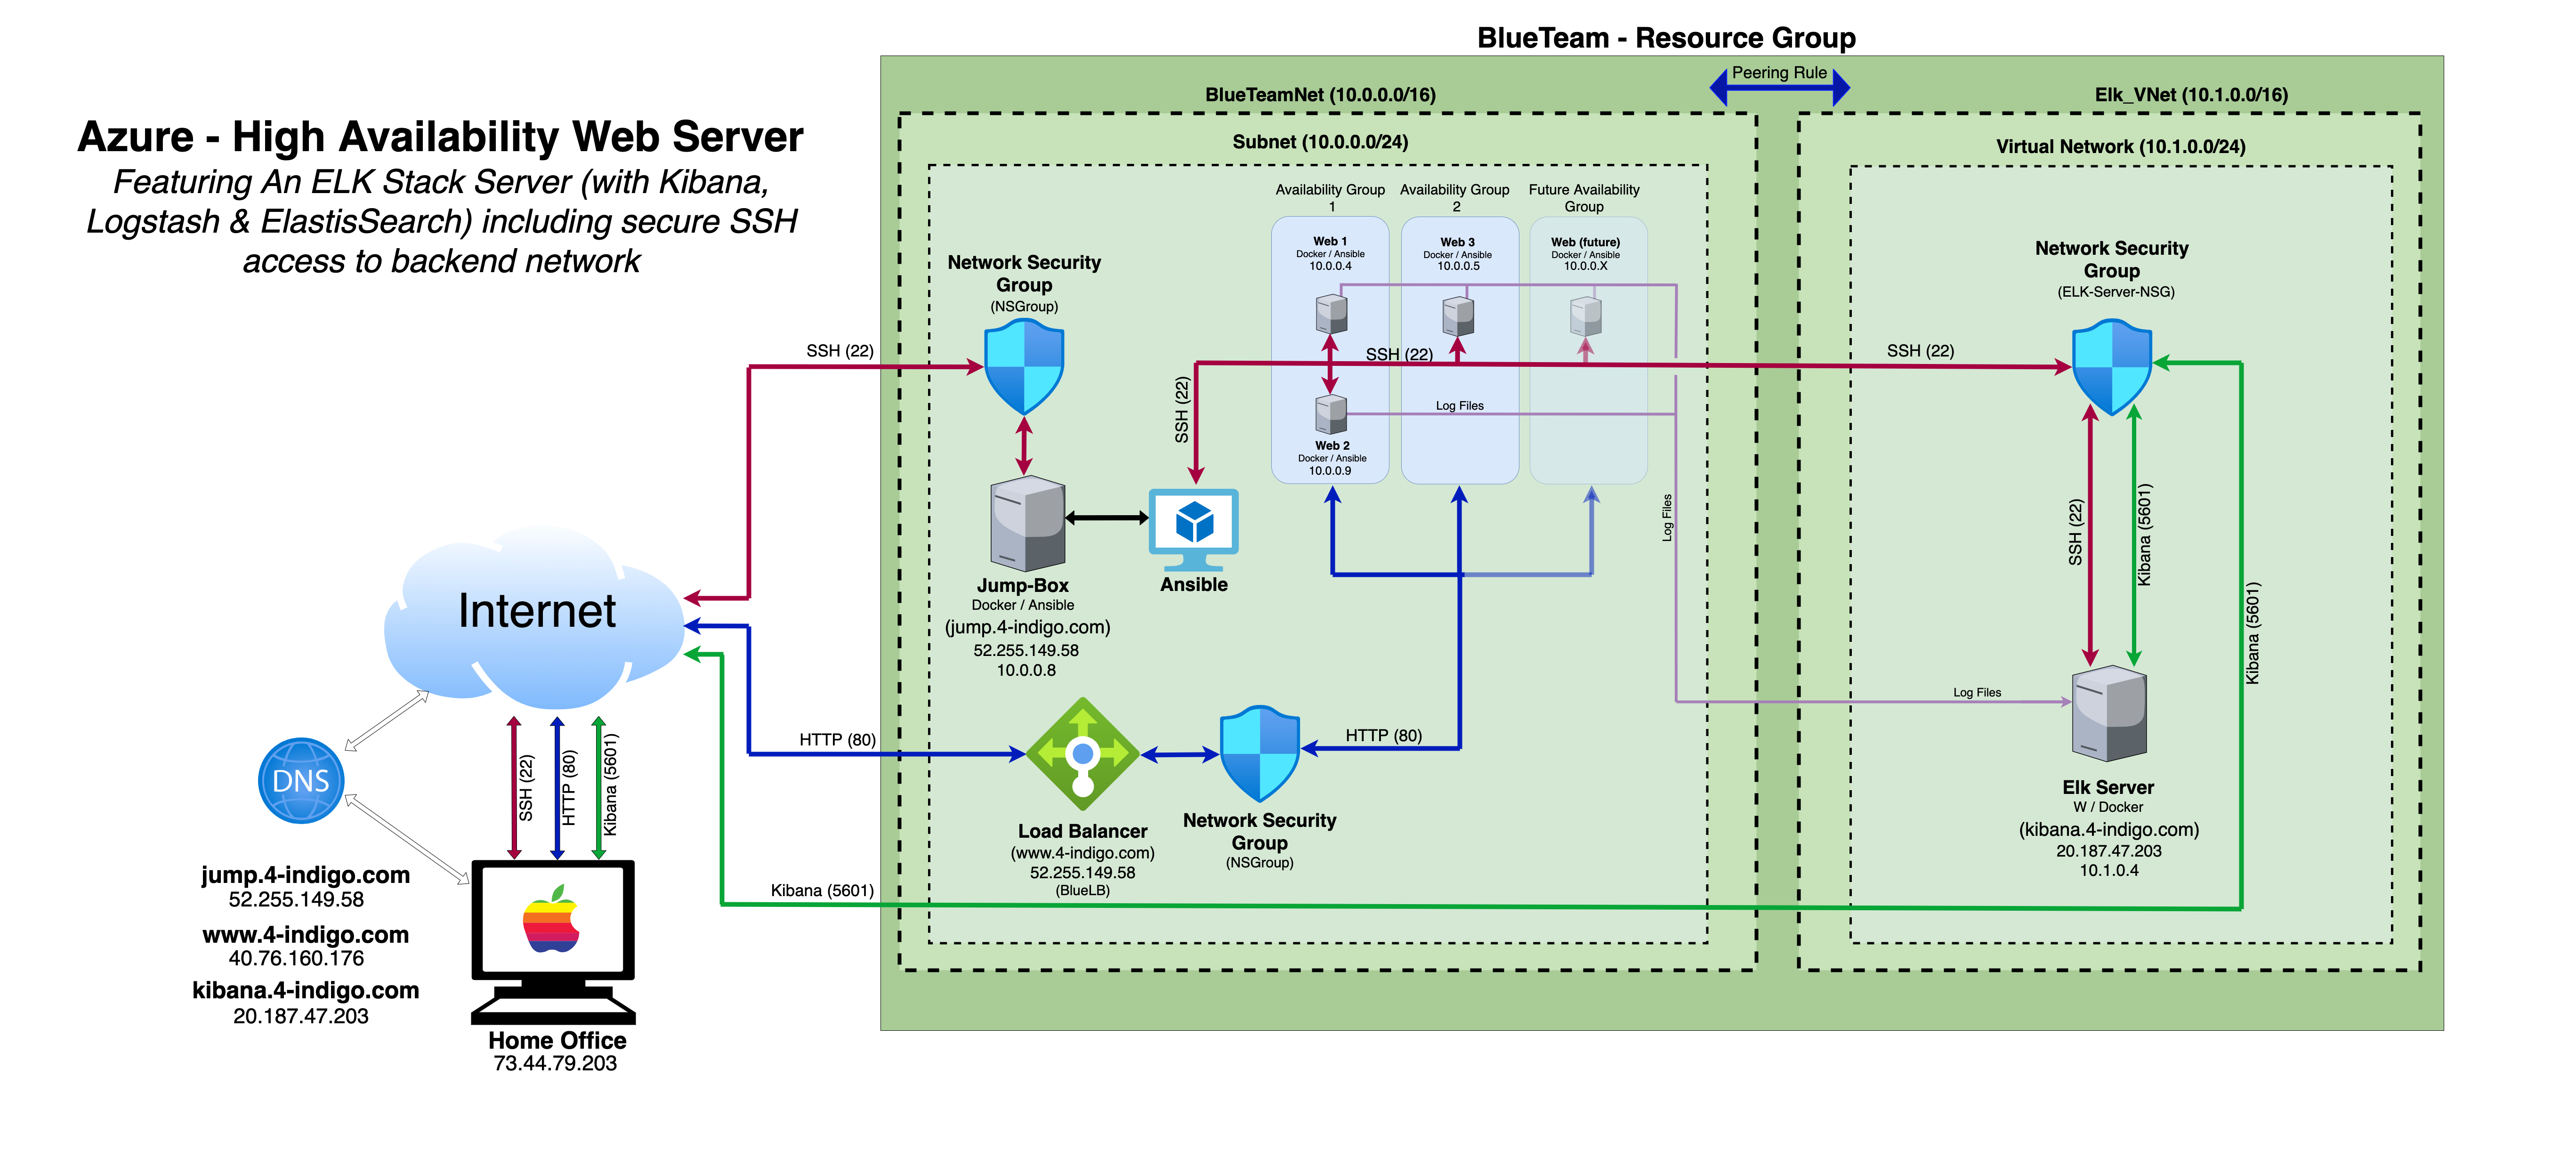 BlueTeam - Resource Group
Peering Rule
BlueTeamNet (10.0.0.0/16)
Elk_VNet (10.1.0.0/16)
Azure - High Availability Web Server
Featuring An ELK Stack Server (with Kibana,
Logstash & ElastisSearch) including secure SSH
access to backend network
Subnet (10.0.0.0/24)
Virtual Network (10.1.0.0/24)
Availability Group
1
Availability Group
2
Future Availability
Group
Web 1
Docker / Ansible
10.0.0.4
Web 3
Docker / Ansible
10.0.0.5
Web (future)
Docker / Ansible
10.0.0.X
Network Security
Group
(NSGroup)
Network Security
Group
(ELK-Server-NSG)
SSH (22)
SSH (22)
SSH (22)
SSH (22)
Log Files
Web 2
Docker / Ansible
10.0.0.9
Log Files
SSH (22)
Kibana (5601)
Kibana (5601)
Jump-Box
Docker / Ansible
(jump.4-indigo.com)
52.255.149.58
10.0.0.8
Ansible
Internet
Log Files
HTTP (80)
HTTP (80)
DNS
SSH (22)
HTTP (80)
Kibana (5601)
Load Balancer
(www.4-indigo.com)
52.255.149.58
(BlueLB)
Network Security
Group
(NSGroup)
Elk Server
W / Docker
(kibana.4-indigo.com)
20.187.47.203
10.1.0.4
Kibana (5601)
jump.4-indigo.com
52.255.149.58
www.4-indigo.com
40.76.160.176
kibana.4-indigo.com
20.187.47.203
Home Office
73.44.79.203